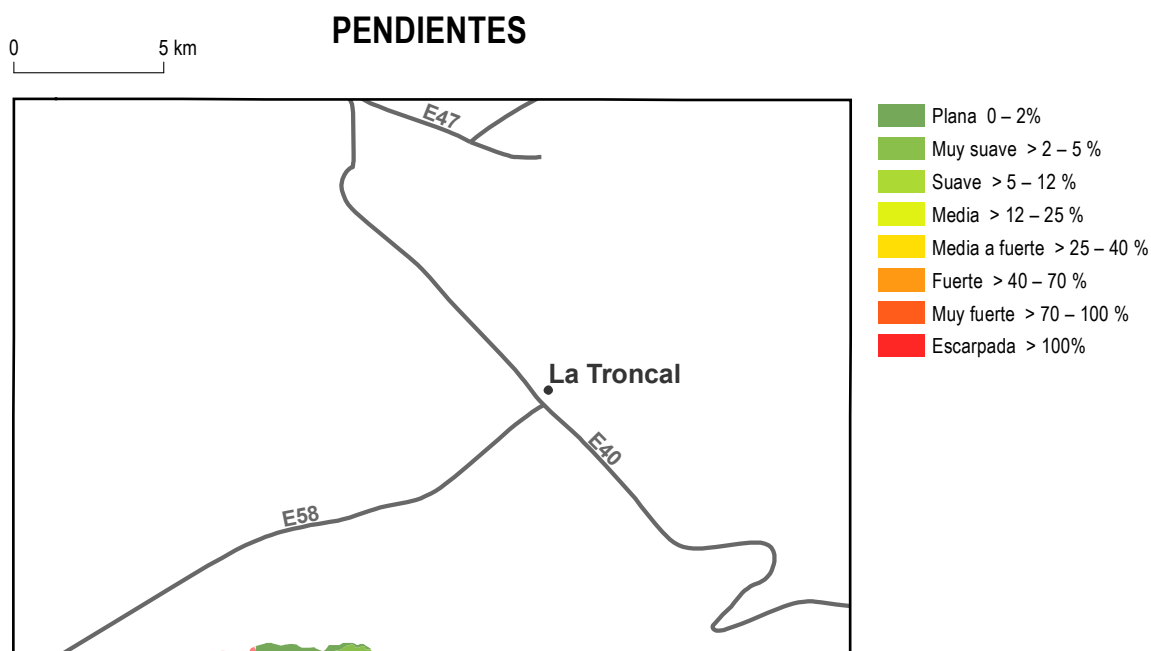 PENDIENTES
0 5 km
E47
La Troncal
E40
E58
Plana 0 – 2%
Muy suave > 2 – 5 %
Suave > 5 – 12 %
Media > 12 – 25 %
Media a fuerte > 25 – 40 %
Fuerte > 40 – 70 %
Muy fuerte > 70 – 100 %
Escarpada > 100%